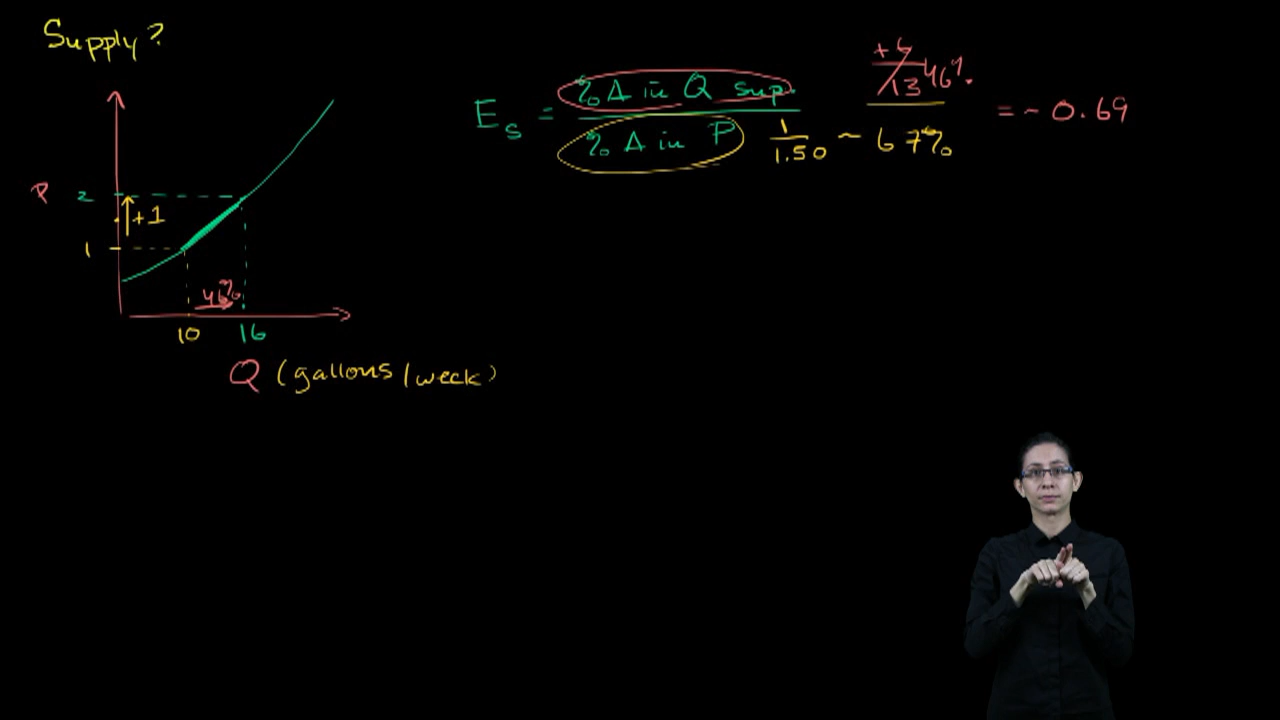 Supply?
E s = % Δ in Q sup.
% Δ in P
+6
13
46%
1
1.50
~ 67%
= ~ 0.69
P
2
+1
1
46%
10
16
Q (gallons/week)